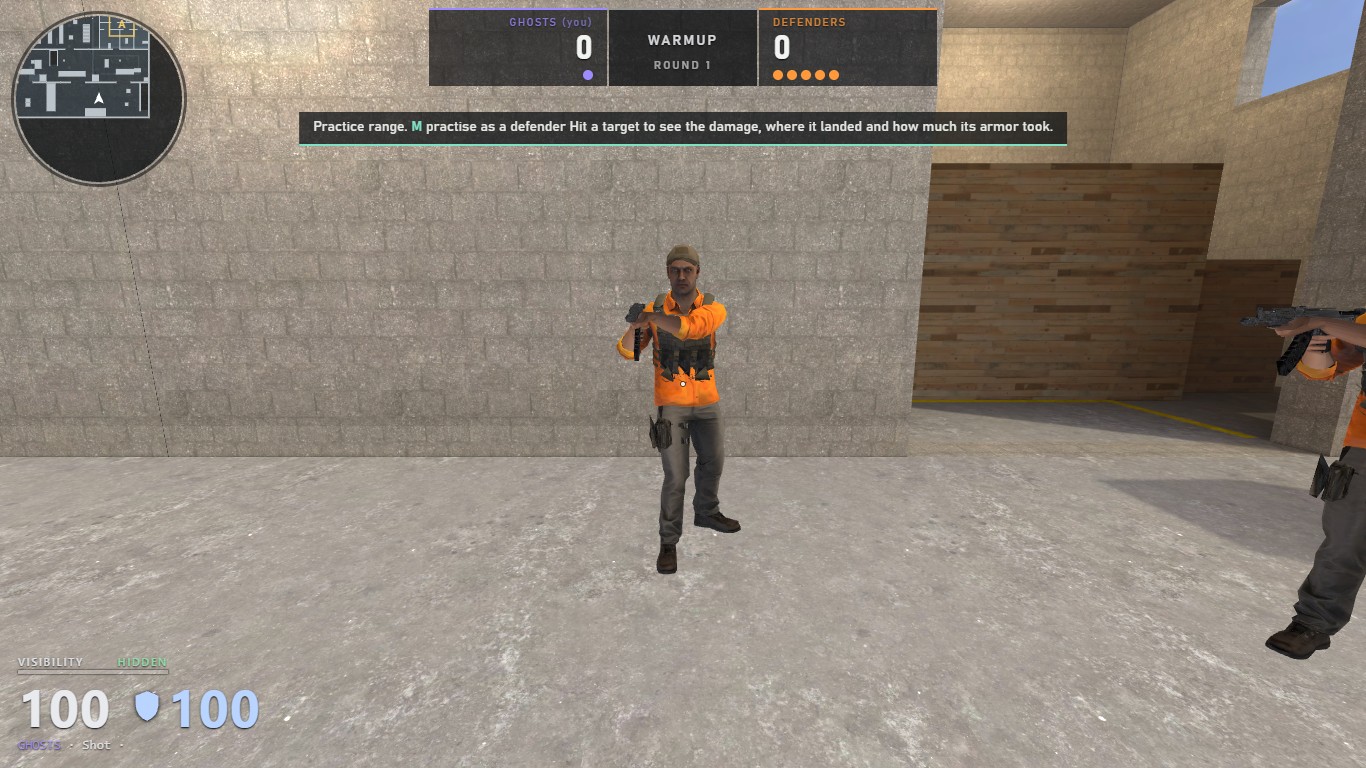 A
GHOSTS (you)
0
WARMUP
ROUND 1
DEFENDERS
0
Practice range. M practise as a defender Hit a target to see the damage, where it landed and how much its armor took.
VISIBILITY HIDDEN
100 100
GHOSTS · Shot ·